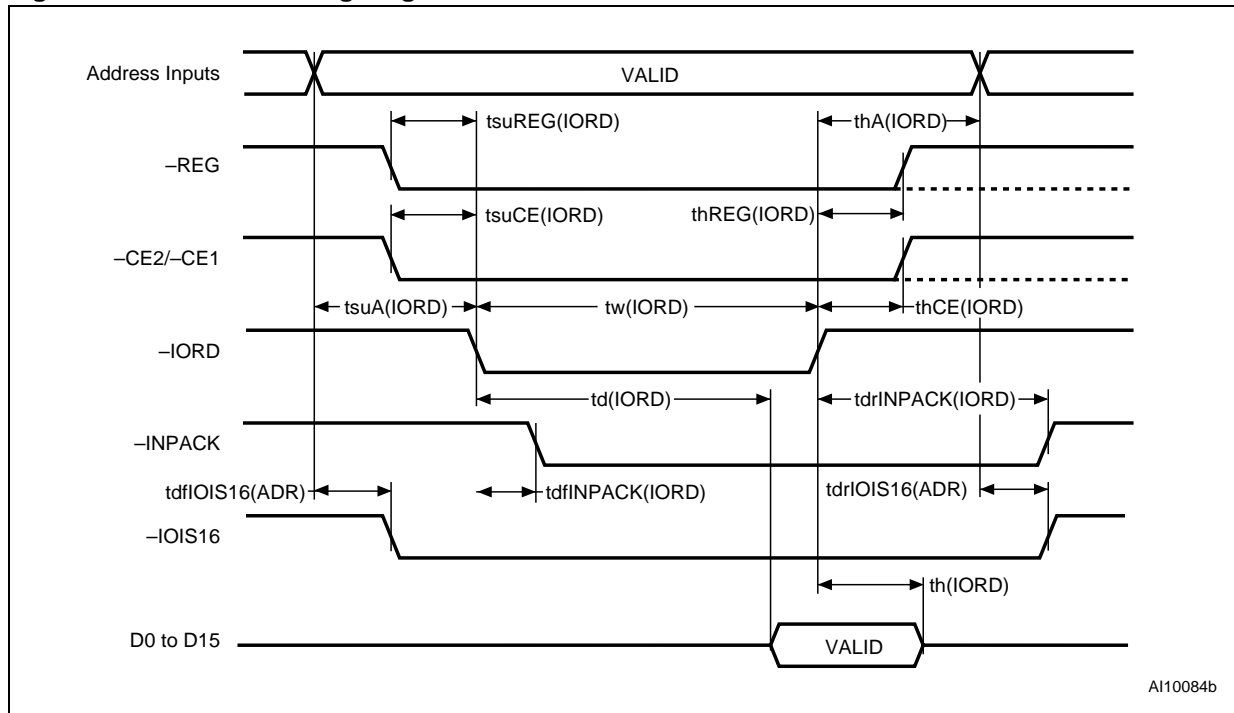 Address Inputs
VALID
tsuREG(IORD)
thA(IORD)
–REG
tsuCE(IORD)
thREG(IORD)
–CE2/–CE1
tsuA(IORD)
tw(IORD)
thCE(IORD)
–IORD
td(IORD)
tdrINPACK(IORD)
–INPACK
tdfIOIS16(ADR)
tdfINPACK(IORD)
tdrIOIS16(ADR)
–IOIS16
th(IORD)
D0 to D15
VALID
AI10084b